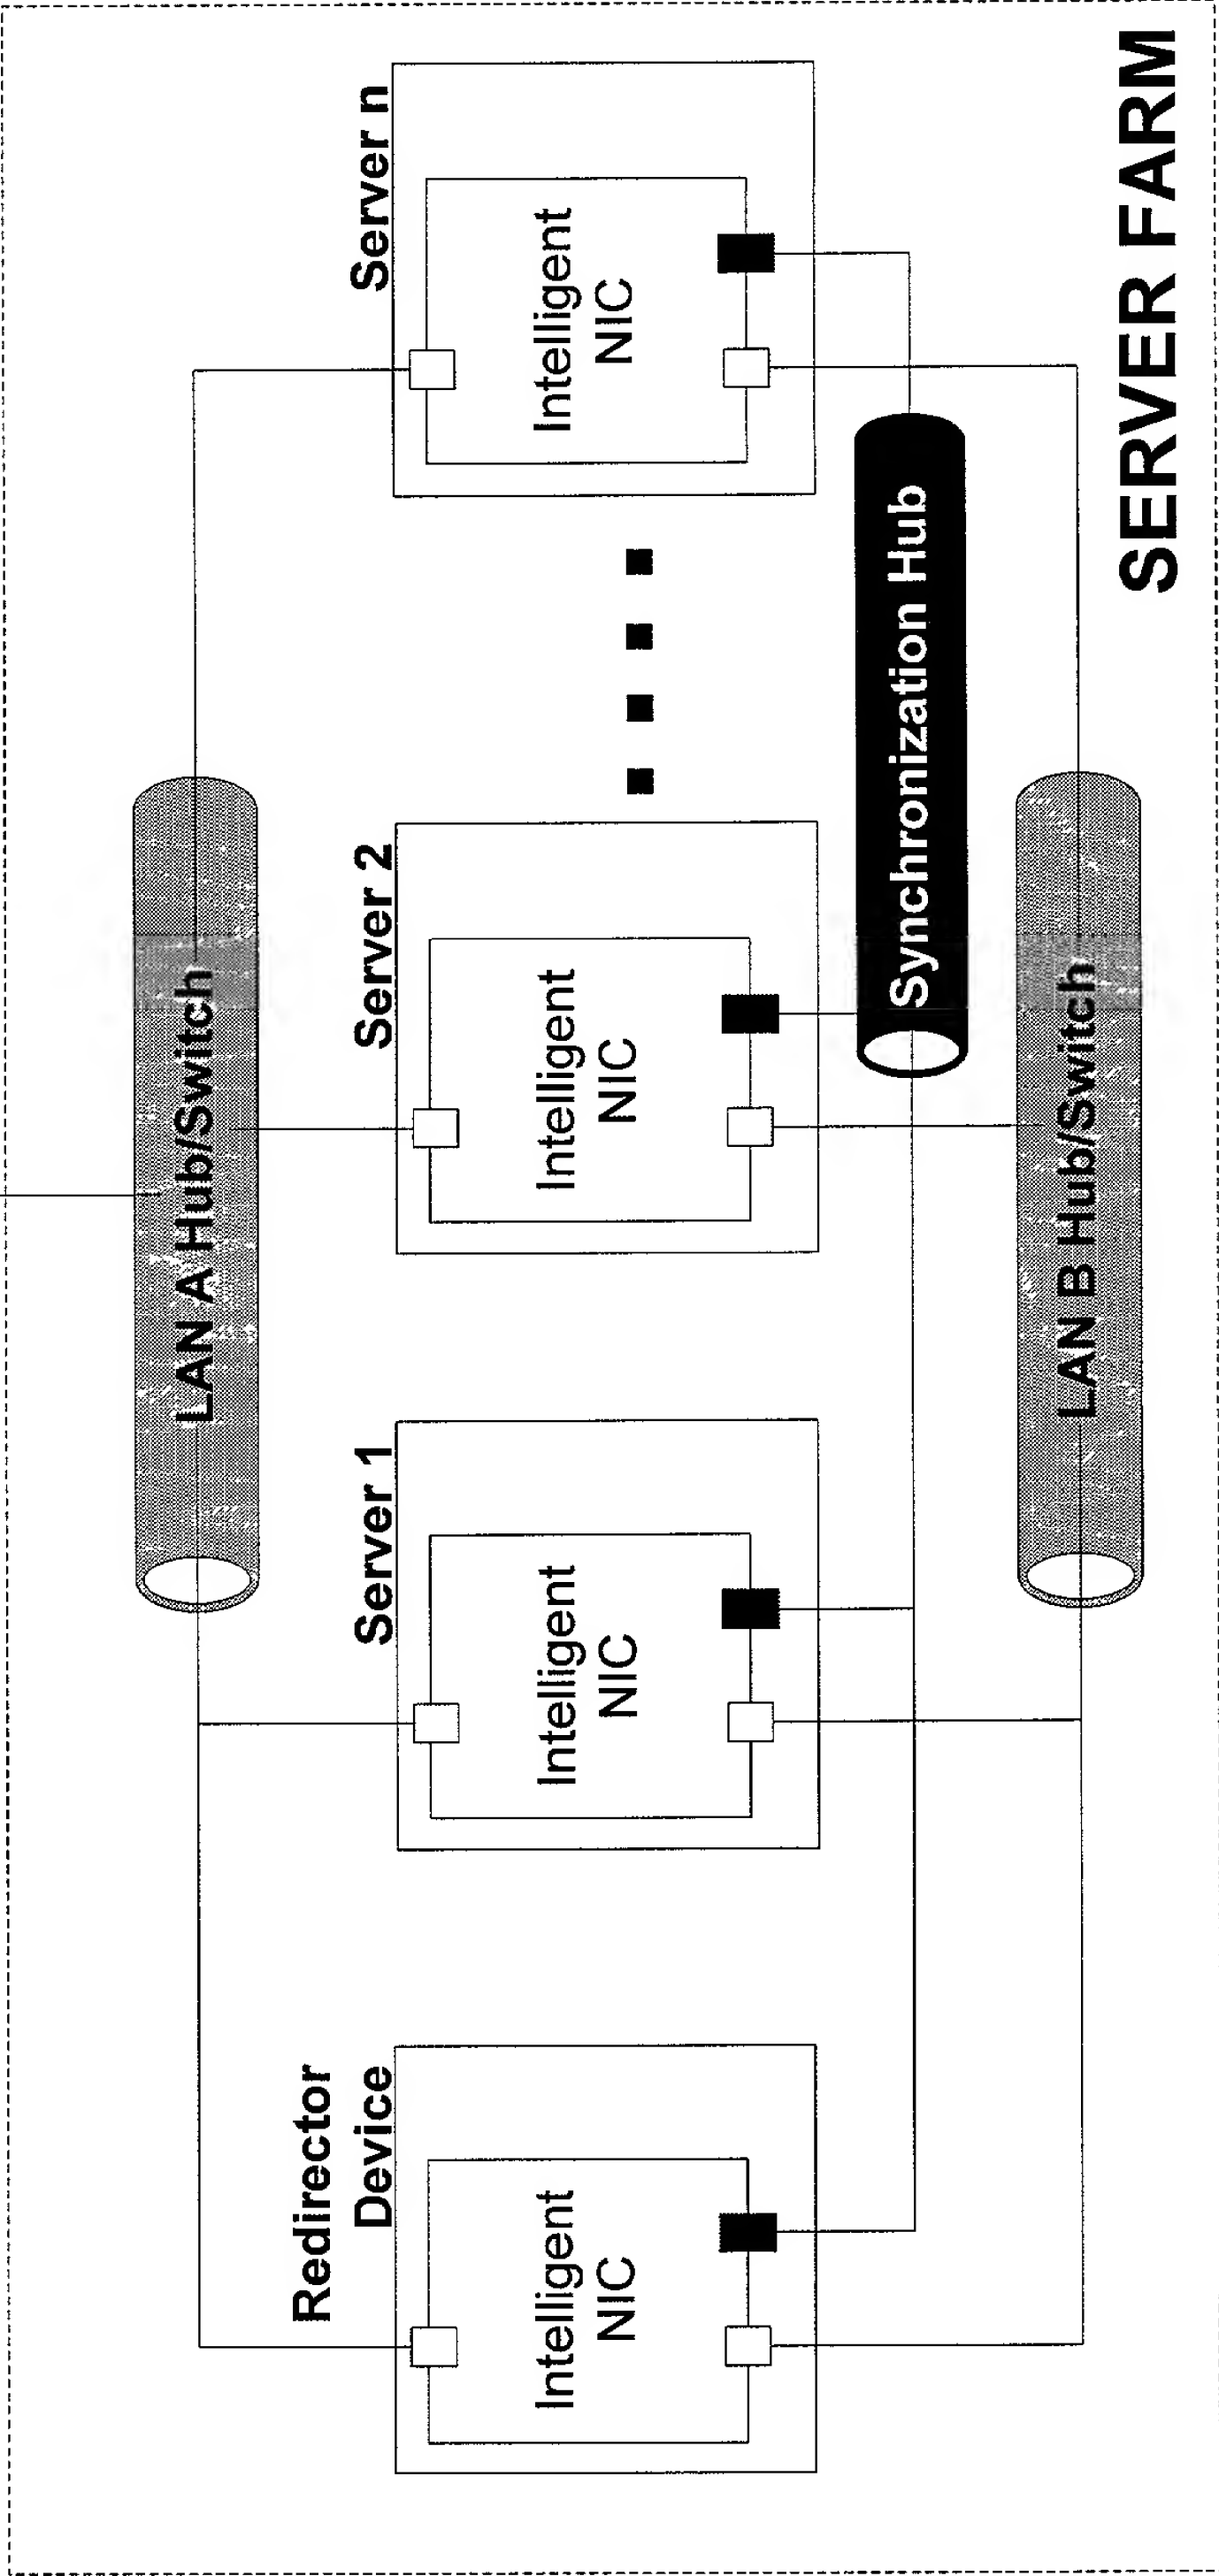 LAN A Hub/Switch
Redirector
Device
Server 1
Server 2
Server n
Intelligent
NIC
Intelligent
NIC
Intelligent
NIC
Intelligent
NIC
Synchronization Hub
LAN B Hub/Switch
SERVER FARM